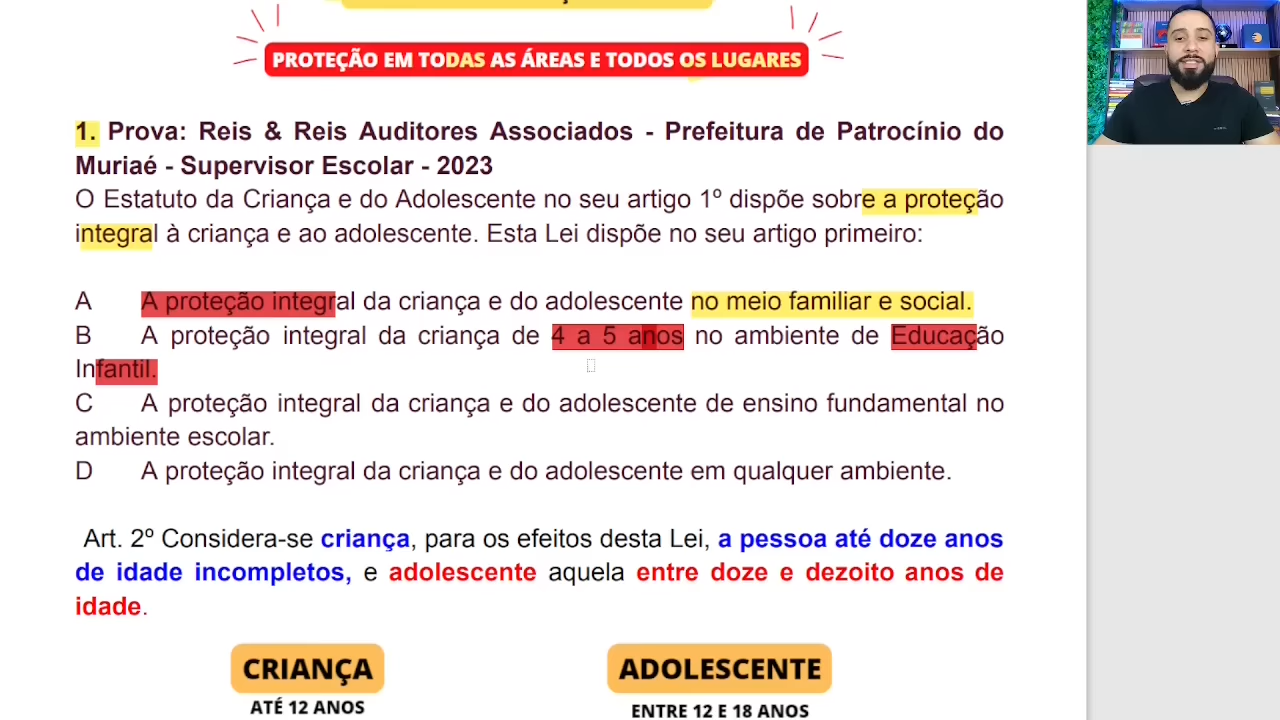 PROTEÇÃO EM TODAS AS ÁREAS E TODOS OS LUGARES
1. Prova: Reis & Reis Auditores Associados - Prefeitura de Patrocínio do
Muriaé - Supervisor Escolar - 2023
O Estatuto da Criança e do Adolescente no seu artigo 1º dispõe sobre a proteção
integral à criança e ao adolescente. Esta Lei dispõe no seu artigo primeiro:
A A proteção integral da criança e do adolescente no meio familiar e social.
B A proteção integral da criança de 4 a 5 anos no ambiente de Educação
Infantil.
C A proteção integral da criança e do adolescente de ensino fundamental no
ambiente escolar.
D A proteção integral da criança e do adolescente em qualquer ambiente.
Art. 2º Considera-se criança, para os efeitos desta Lei, a pessoa até doze anos
de idade incompletos, e adolescente aquela entre doze e dezoito anos de
idade.
CRIANÇA
ADOLESCENTE
ATÉ 12 ANOS
ENTRE 12 E 18 ANOS